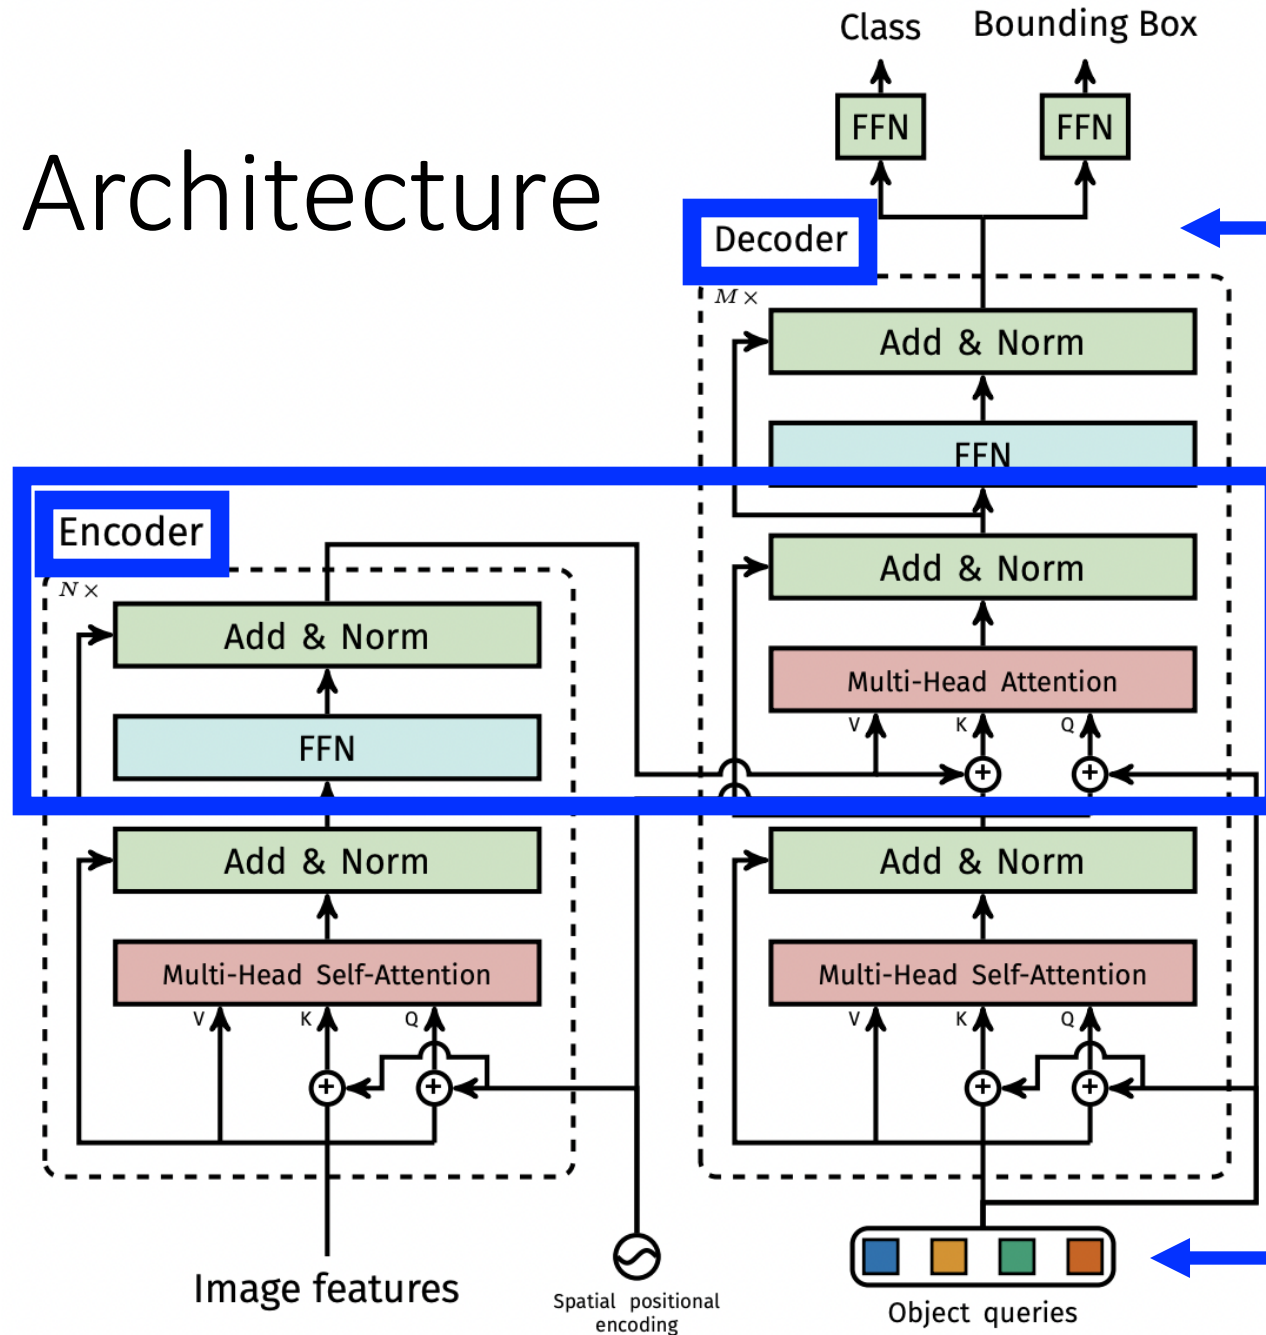 Architecture
Class
Bounding Box
FFN
FFN
Decoder
M ×
Add & Norm
FFN
Add & Norm
Multi-Head Attention
V
K
Q
+
+
Add & Norm
Multi-Head Self-Attention
V
K
Q
+
+
Object queries
Encoder
N ×
Add & Norm
FFN
Add & Norm
Multi-Head Self-Attention
V
K
Q
+
+
Image features
Spatial positional
encoding